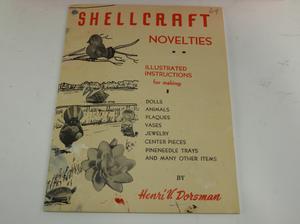 SHELLCRAFT
NOVELTIES
ILLUSTRATED
INSTRUCTIONS
for making
DOLLS
ANIMALS
PLAQUES
VASES
JEWELRY
CENTER PIECES
PINENEEDLE TRAYS
AND MANY OTHER ITEMS
BY
Henri V. Dorsman